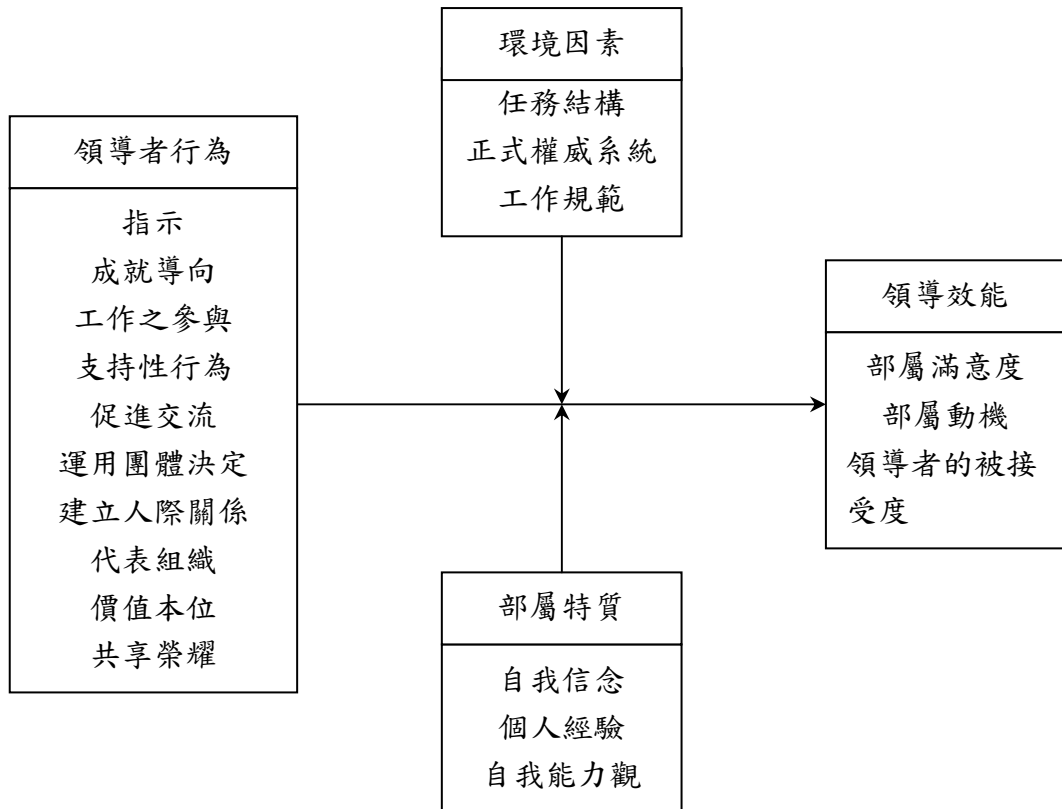 環境因素
任務結構
正式權威系統
工作規範
領導者行為
指示
成就導向
工作之參與
支持性行為
促進交流
運用團體決定
建立人際關係
代表組織
價值本位
共享榮耀
領導效能
部屬滿意度
部屬動機
領導者的被接
受度
部屬特質
自我信念
個人經驗
自我能力觀